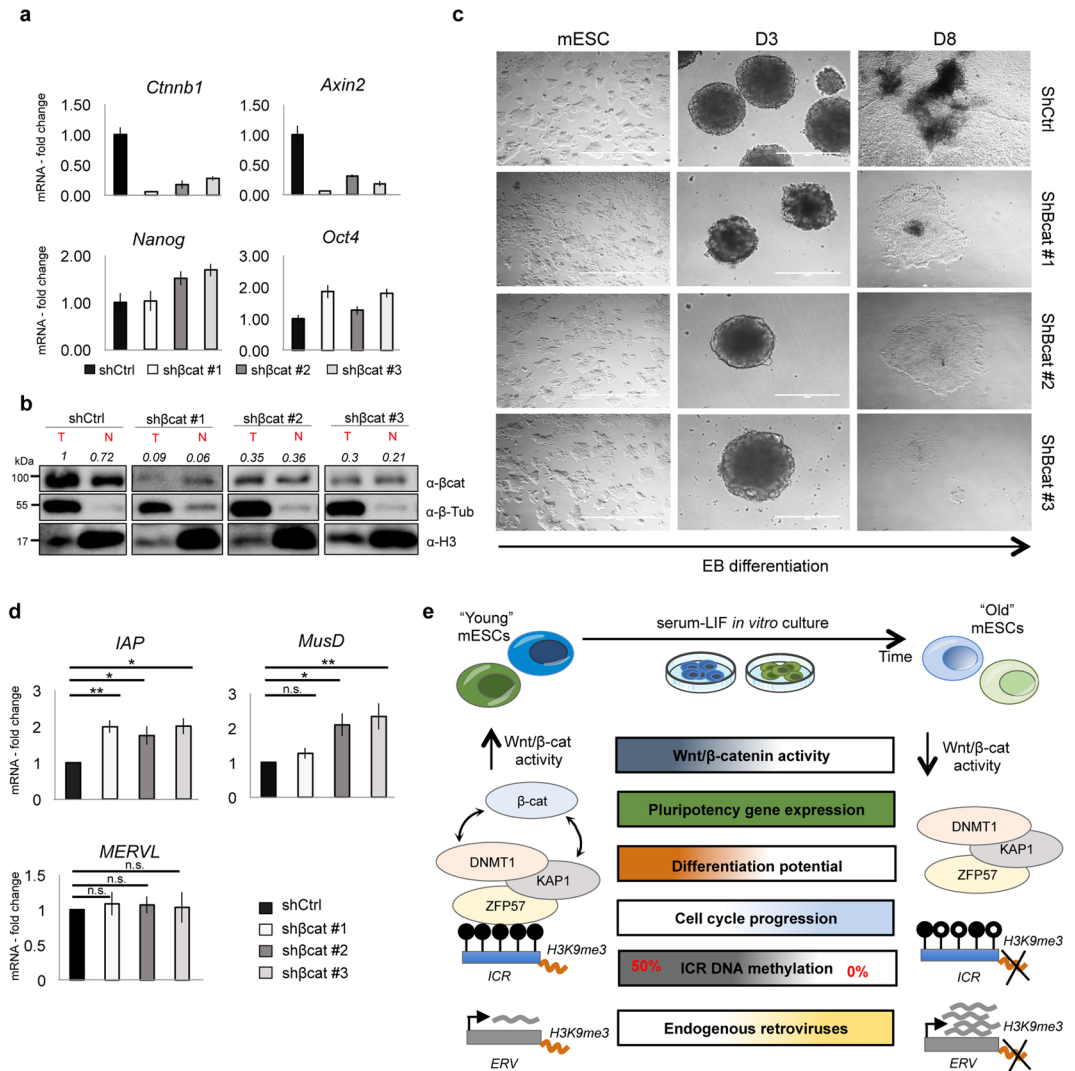 a
Ctnnb1
Axin2
mRNA - fold change
1.50
1.00
0.50
0.00
1.50
1.00
0.50
0.00
Nanog
Oct4
mRNA - fold change
2.00
1.00
0.00
3.00
2.00
1.00
0.00
shCtrl
shβcat #1
shβcat #2
shβcat #3
b
shCtrl
shβcat #1
shβcat #2
shβcat #3
T N T N T N T N
kDa
1 0.72 0.09 0.06 0.35 0.36 0.3 0.21
100
α-βcat
55
α-β-Tub
17
α-H3
c
mESC
D3
D8
ShCtrl
ShBcat #1
ShBcat #2
ShBcat #3
EB differentiation
d
IAP
MusD
mRNA - fold change
3
2
1
0
*
*
**
3
2
1
0
**
*
n.s.
MERVL
mRNA - fold change
1.5
1
0.5
0
n.s.
n.s.
n.s.
shCtrl
shβcat #1
shβcat #2
shβcat #3
e
“Young”
mESCs
serum-LIF in vitro culture
“Old”
mESCs
Time
Wnt/β-cat
activity
Wnt/β-catenin activity
Wnt/β-cat
activity
β-cat
Pluripotency gene expression
DNMT1
KAP1
ZFP57
Differentiation potential
DNMT1
KAP1
ZFP57
Cell cycle progression
H3K9me3
ICR
50%
ICR DNA methylation
0%
H3K9me3
ICR
Endogenous retroviruses
H3K9me3
ERV
H3K9me3
ERV